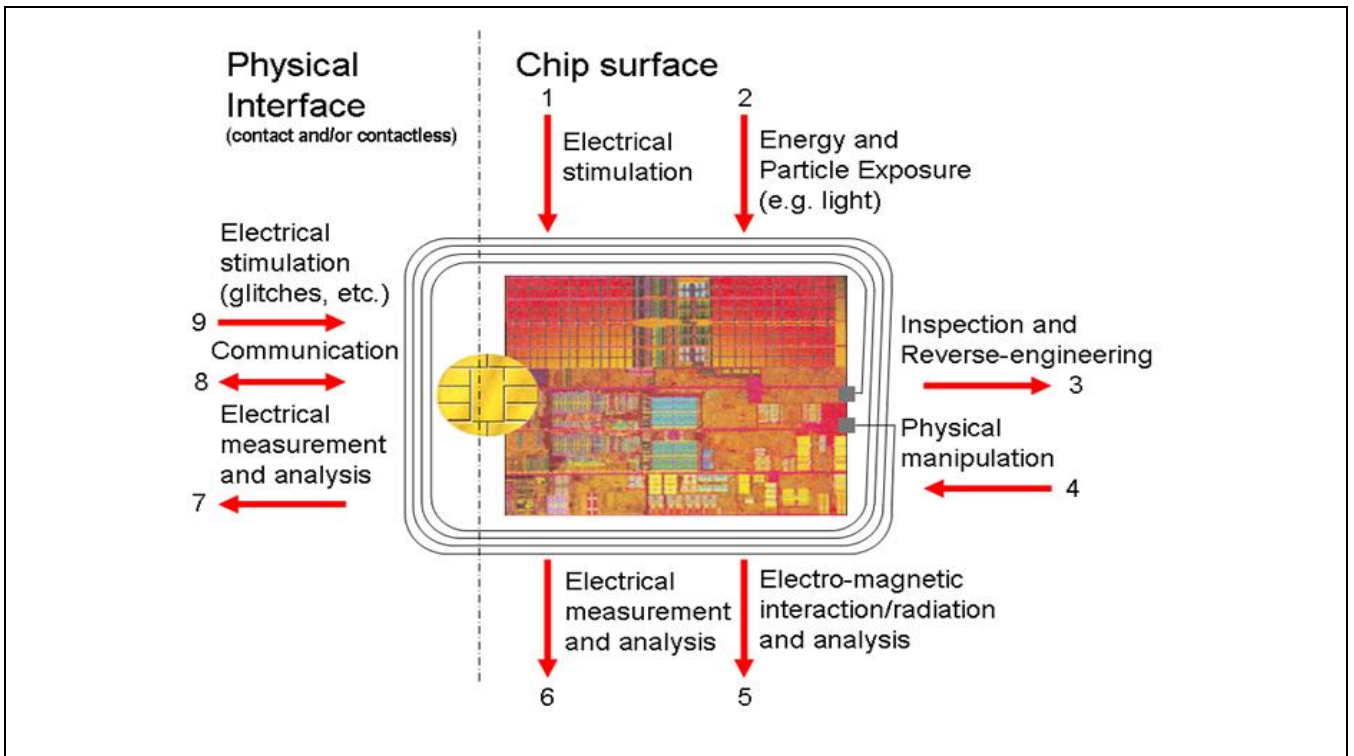 Physical
Interface
(contact and/or contactless)
Chip surface
1
Electrical
stimulation
2
Energy and
Particle Exposure
(e.g. light)
Electrical
stimulation
(glitches, etc.)
9
Communication
8
Electrical
measurement
and analysis
7
Inspection and
Reverse-engineering
3
Physical
manipulation
4
Electrical
measurement
and analysis
6
Electro-magnetic
interaction/radiation
and analysis
5